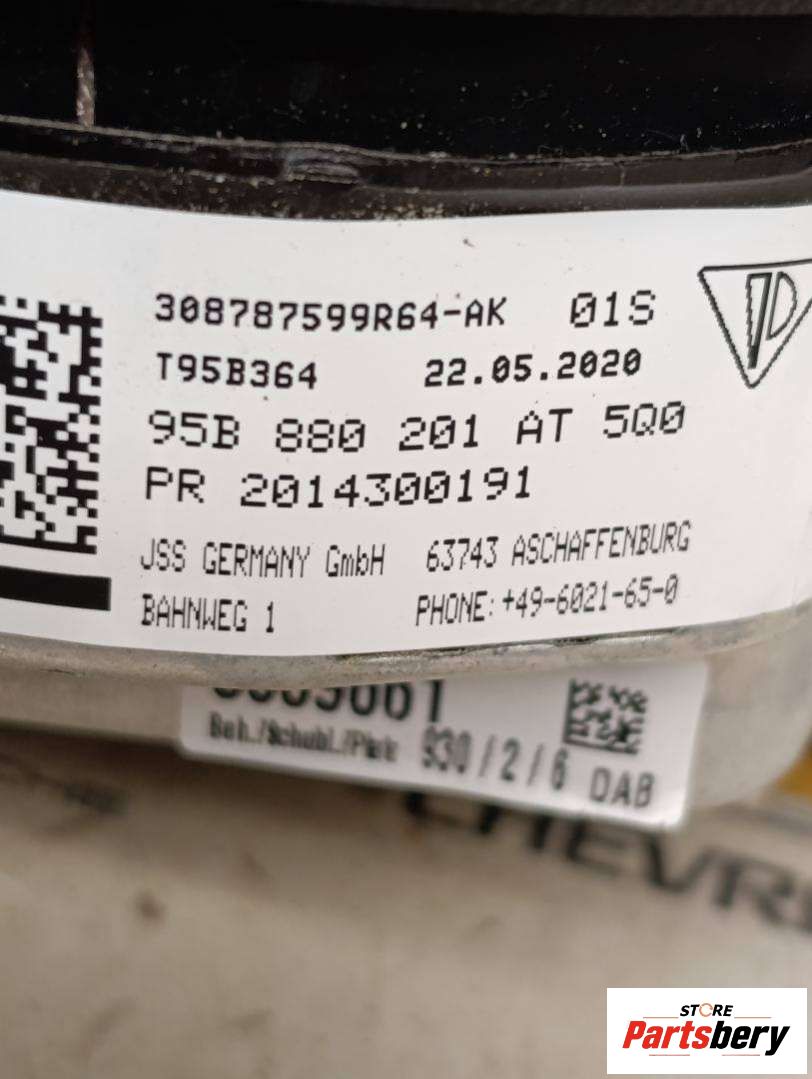 308787599R64-AK 01S
T95B364 22.05.2020
95B 880 201 AT 5Q0
PR 2014300191
JSS GERMANY GmbH 63743 ASCHAFFENBURG
BAHNWEG 1 PHONE: +49-6021-65-0
Beh./Schubl./Platz 930/2/6 DAB
STORE
Partsbery